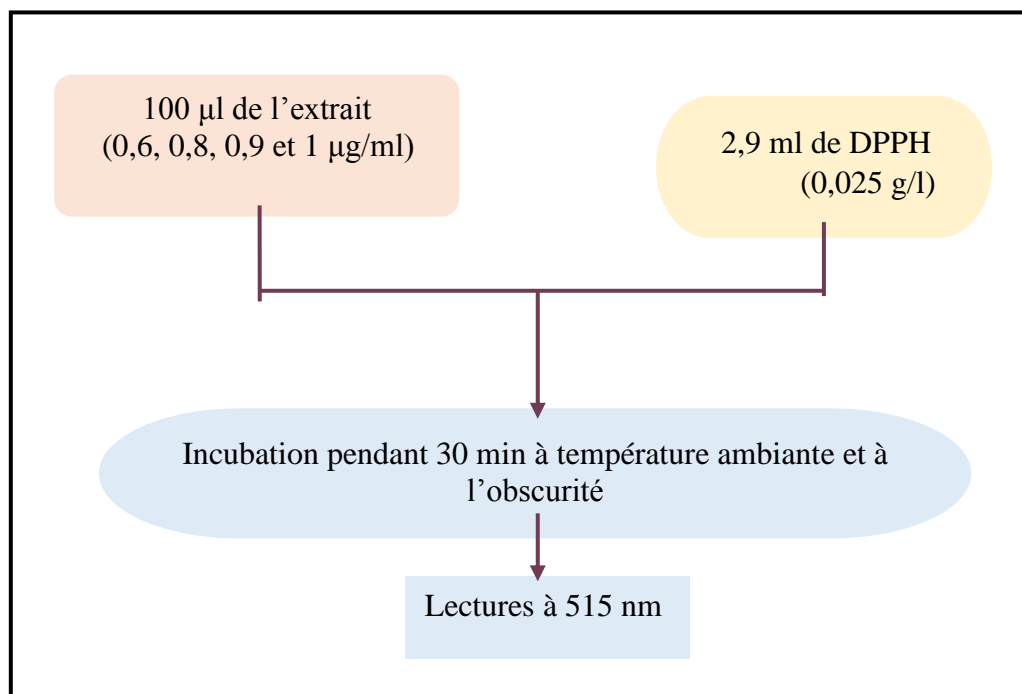 100 μl de l’extrait
(0,6, 0,8, 0,9 et 1 μg/ml)
2,9 ml de DPPH
(0,025 g/l)
Incubation pendant 30 min à température ambiante et à
l’obscurité
Lectures à 515 nm